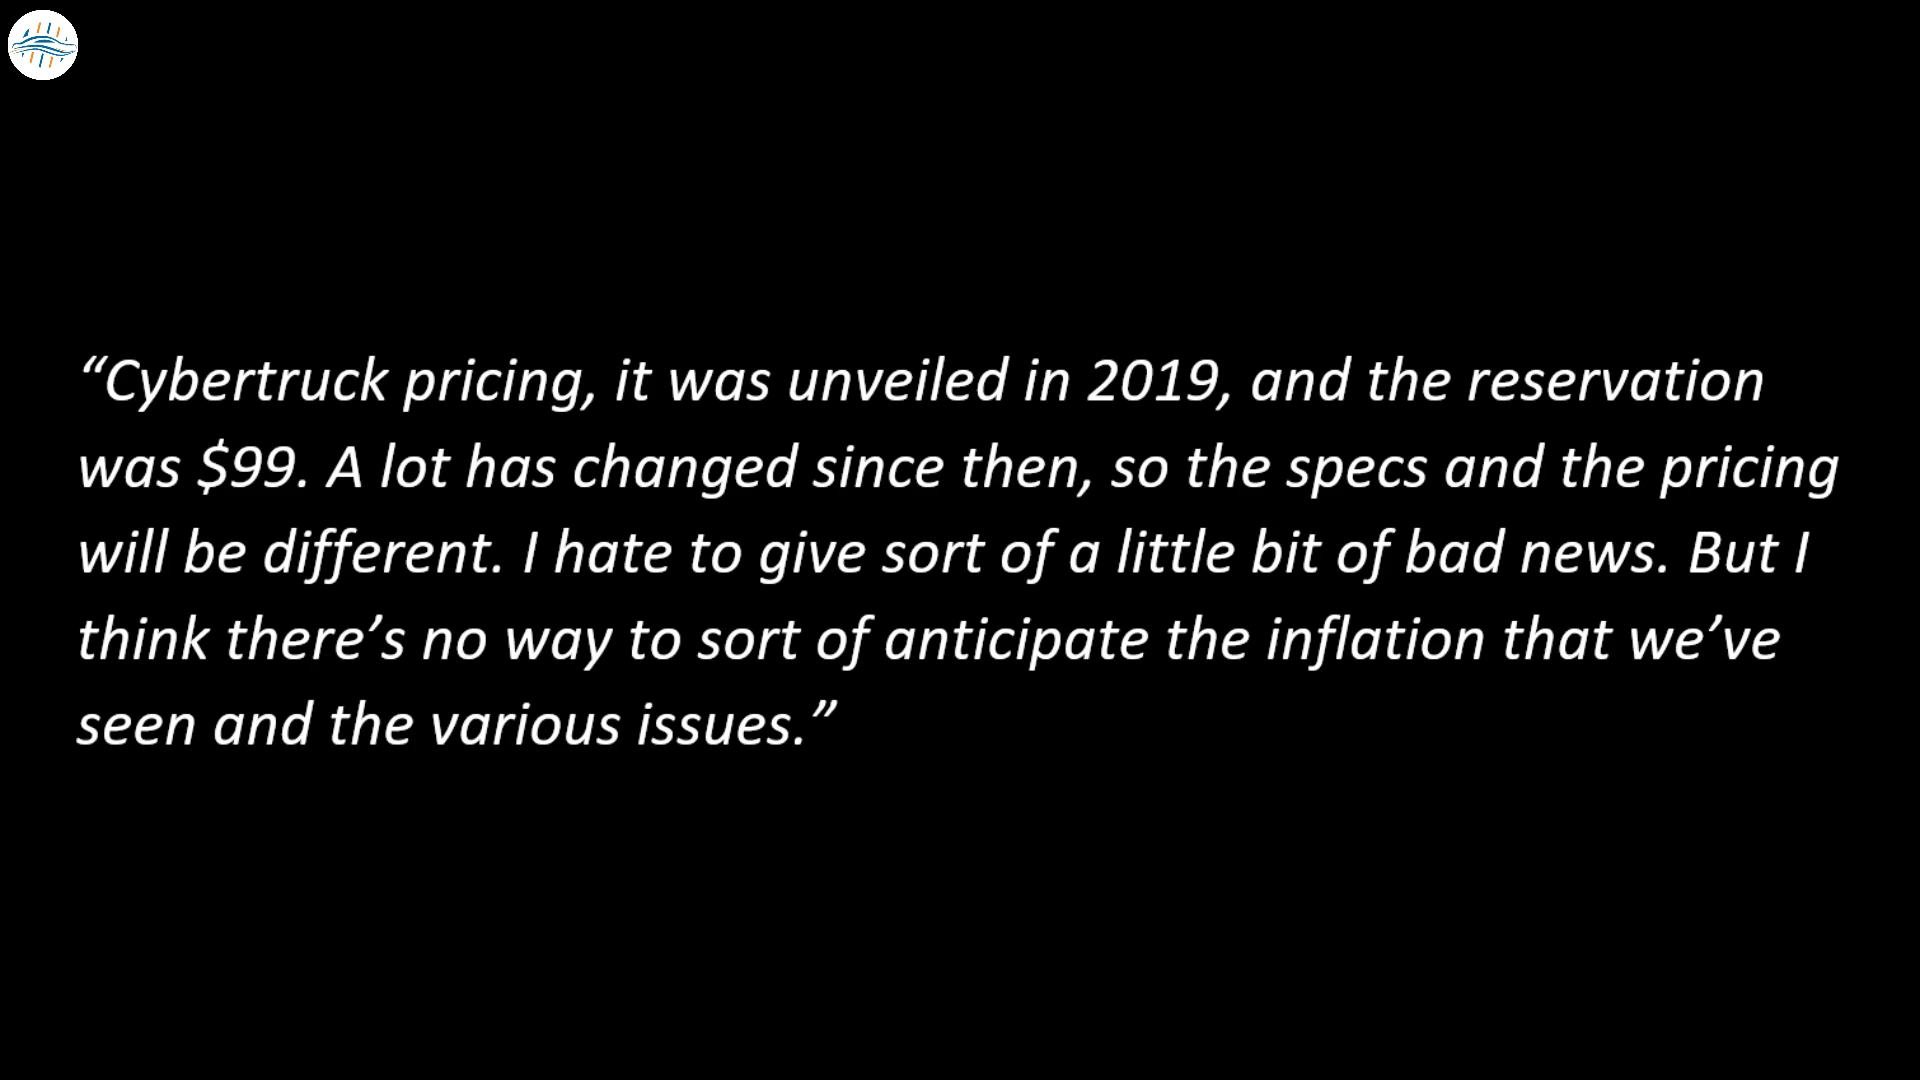 “Cybertruck pricing, it was unveiled in 2019, and the reservation
was $99. A lot has changed since then, so the specs and the pricing
will be different. I hate to give sort of a little bit of bad news. But I
think there’s no way to sort of anticipate the inflation that we’ve
seen and the various issues.”